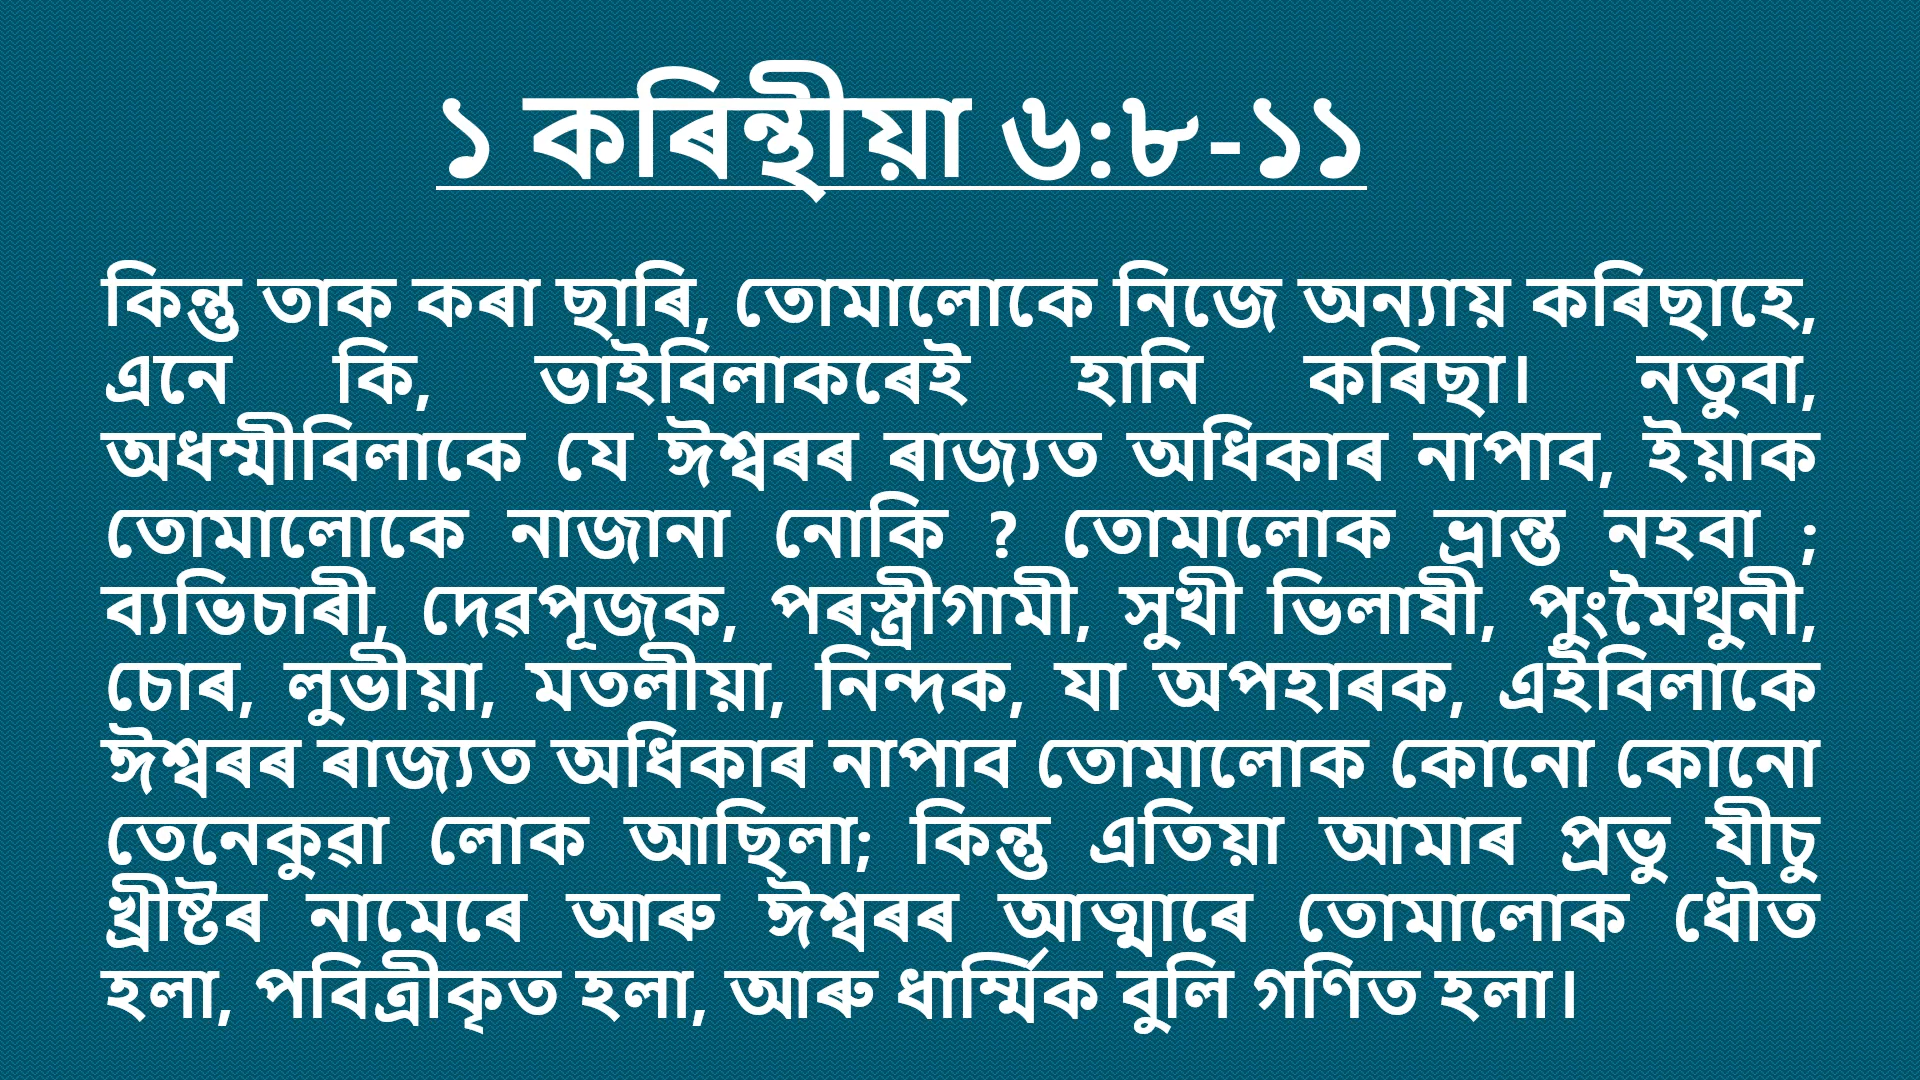 ১ কৰিন্থীয়া ৬:৮-১১
কিন্তু তাক কৰা ছাৰি, তোমালোকে নিজে অন্যায় কৰিছাহে,
এনে কি, ভাইবিলাকৰেই হানি কৰিছা। নতুবা,
অধম্মীবিলাকে যে ঈশ্বৰৰ ৰাজ্যত অধিকাৰ নাপাব, ইয়াক
তোমালোকে নাজানা নোকি ? তোমালোক ভ্ৰান্ত নহবা ;
ব্যভিচাৰী, দেৱপূজক, পৰস্ত্ৰীগামী, সুখী ভিলাষী, পুংমৈথুনী,
চোৰ, লুভীয়া, মতলীয়া, নিন্দক, যা অপহাৰক, এইবিলাকে
ঈশ্বৰৰ ৰাজ্যত অধিকাৰ নাপাব তোমালোক কোনো কোনো
তেনেকুৱা লোক আছিলা; কিন্তু এতিয়া আমাৰ প্ৰভু যীচু
খ্ৰীষ্টৰ নামেৰে আৰু ঈশ্বৰৰ আত্মাৰে তোমালোক ধৌত
হলা, পবিত্ৰীকৃত হলা, আৰু ধাৰ্ম্মিক বুলি গণিত হলা।